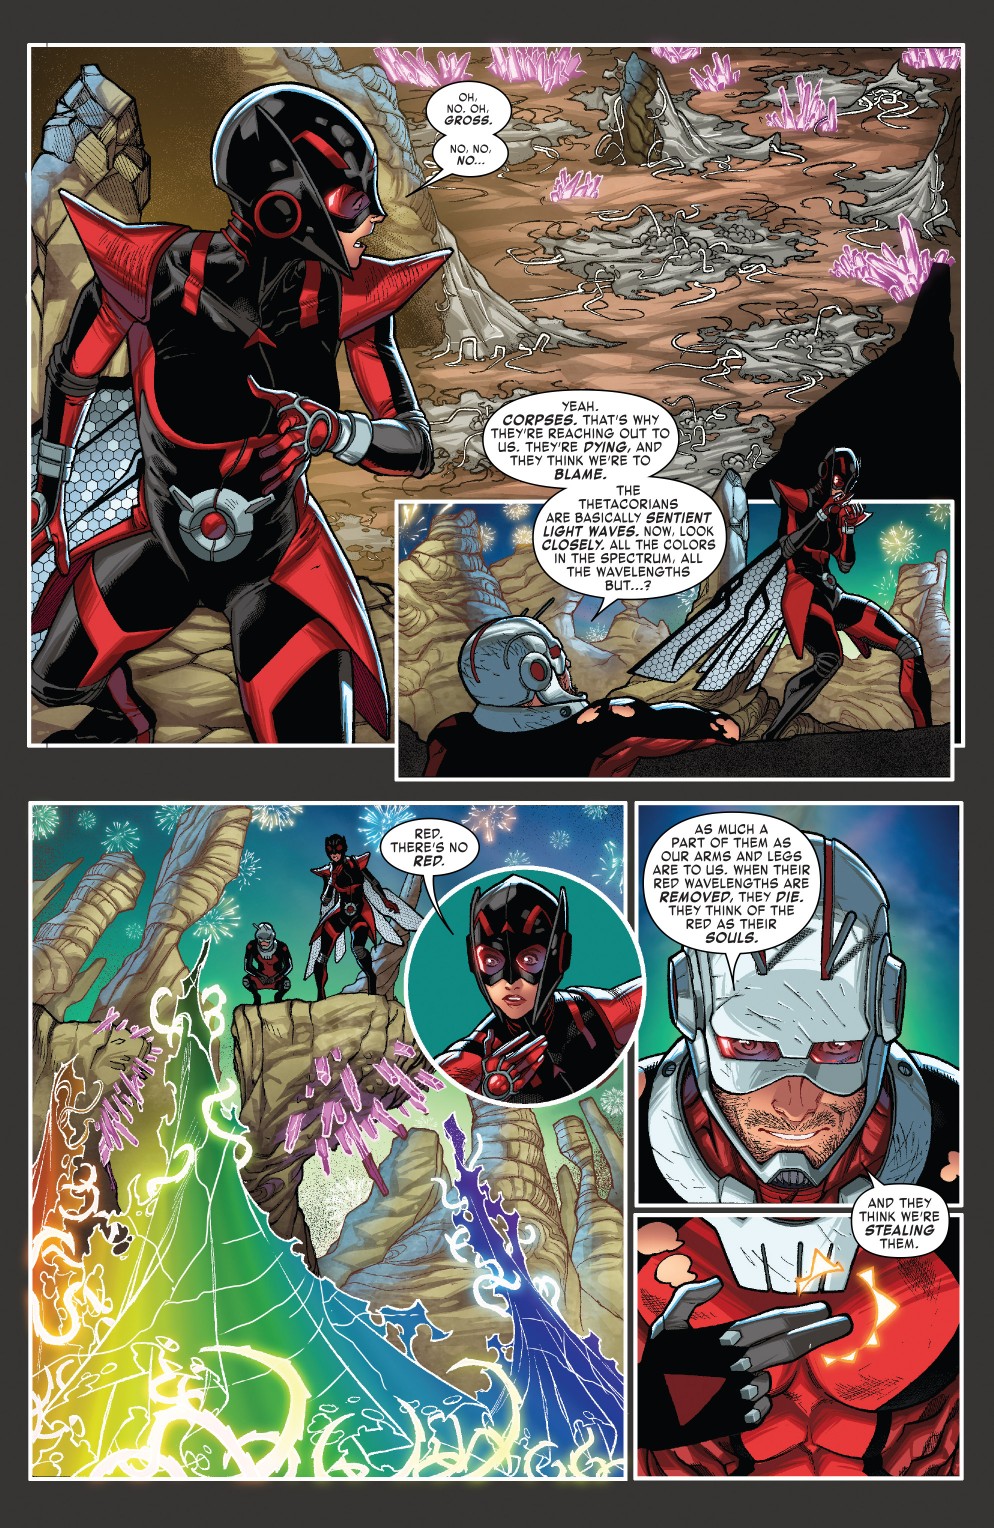 OH,
NO. OH,
GROSS.
NO, NO,
NO...
YEAH.
CORPSES. THAT'S WHY
THEY'RE REACHING OUT TO
US. THEY'RE DYING, AND
THEY THINK WE'RE TO
BLAME.
THE
THETACORIANS
ARE BASICALLY SENTIENT
LIGHT WAVES. NOW, LOOK
CLOSELY. ALL THE COLORS
IN THE SPECTRUM, ALL
THE WAVELENGTHS
BUT...?
RED.
THERE'S NO
RED.
AS MUCH A
PART OF THEM AS
OUR ARMS AND LEGS
ARE TO US. WHEN THEIR
RED WAVELENGTHS ARE
REMOVED, THEY DIE.
THEY THINK OF THE
RED AS THEIR
SOULS.
AND THEY
THINK WE'RE
STEALING
THEM.